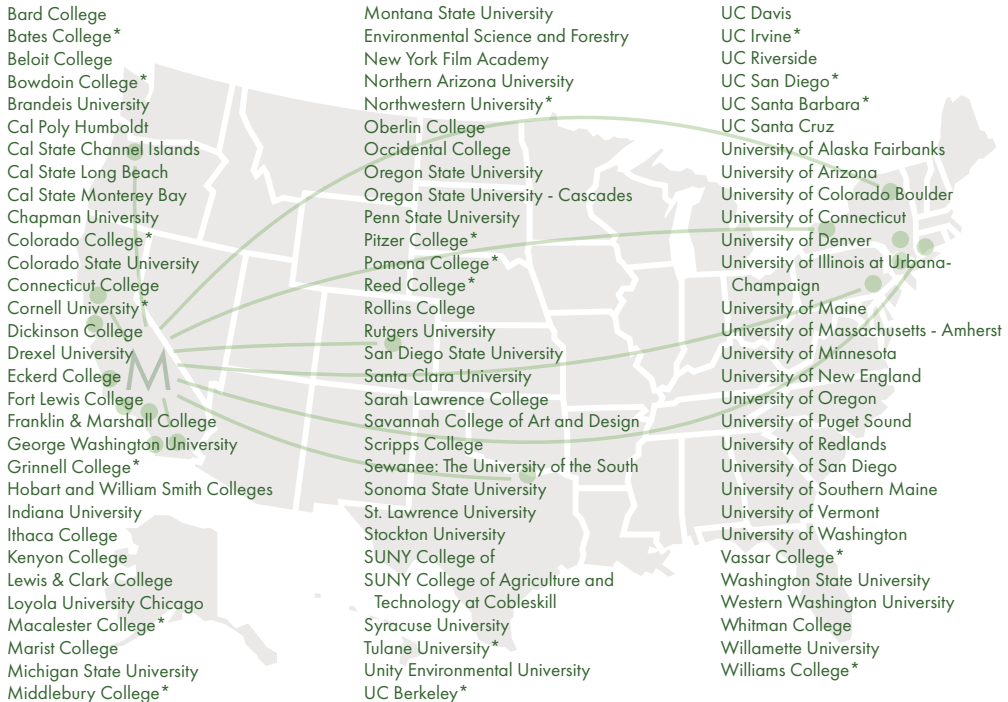 Bard College
Bates College*
Beloit College
Bowdoin College*
Brandeis University
Cal Poly Humboldt
Cal State Channel Islands
Cal State Long Beach
Cal State Monterey Bay
Chapman University
Colorado College*
Colorado State University
Connecticut College
Cornell University*
Dickinson College
Drexel University
Eckerd College
Fort Lewis College
Franklin & Marshall College
George Washington University
Grinnell College*
Hobart and William Smith Colleges
Indiana University
Ithaca College
Kenyon College
Lewis & Clark College
Loyola University Chicago
Macalester College*
Marist College
Michigan State University
Middlebury College*
M
Montana State University
Environmental Science and Forestry
New York Film Academy
Northern Arizona University
Northwestern University*
Oberlin College
Occidental College
Oregon State University
Oregon State University - Cascades
Penn State University
Pitzer College*
Pomona College*
Reed College*
Rollins College
Rutgers University
San Diego State University
Santa Clara University
Sarah Lawrence College
Savannah College of Art and Design
Scripps College
Sewanee: The University of the South
Sonoma State University
St. Lawrence University
Stockton University
SUNY College of
SUNY College of Agriculture and
Technology at Cobleskill
Syracuse University
Tulane University*
Unity Environmental University
UC Berkeley*
UC Davis
UC Irvine*
UC Riverside
UC San Diego*
UC Santa Barbara*
UC Santa Cruz
University of Alaska Fairbanks
University of Arizona
University of Colorado Boulder
University of Connecticut
University of Denver
University of Illinois at Urbana-
Champaign
University of Maine
University of Massachusetts - Amherst
University of Minnesota
University of New England
University of Oregon
University of Puget Sound
University of Redlands
University of San Diego
University of Southern Maine
University of Vermont
University of Washington
Vassar College*
Washington State University
Western Washington University
Whitman College
Willamette University
Williams College*